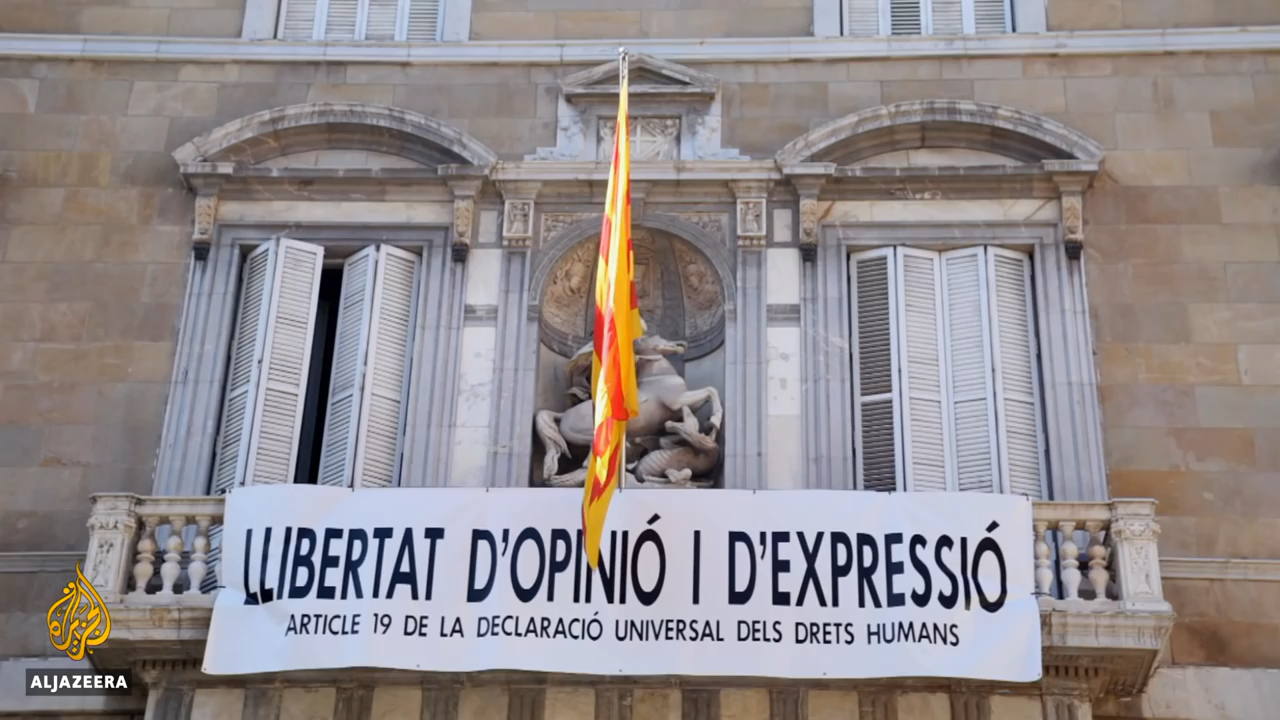 LLIBERTAT D'OPINIÓ I D'EXPRESSIÓ
ARTICLE 19 DE LA DECLARACIÓ UNIVERSAL DELS DRETS HUMANS
ALJAZEERA